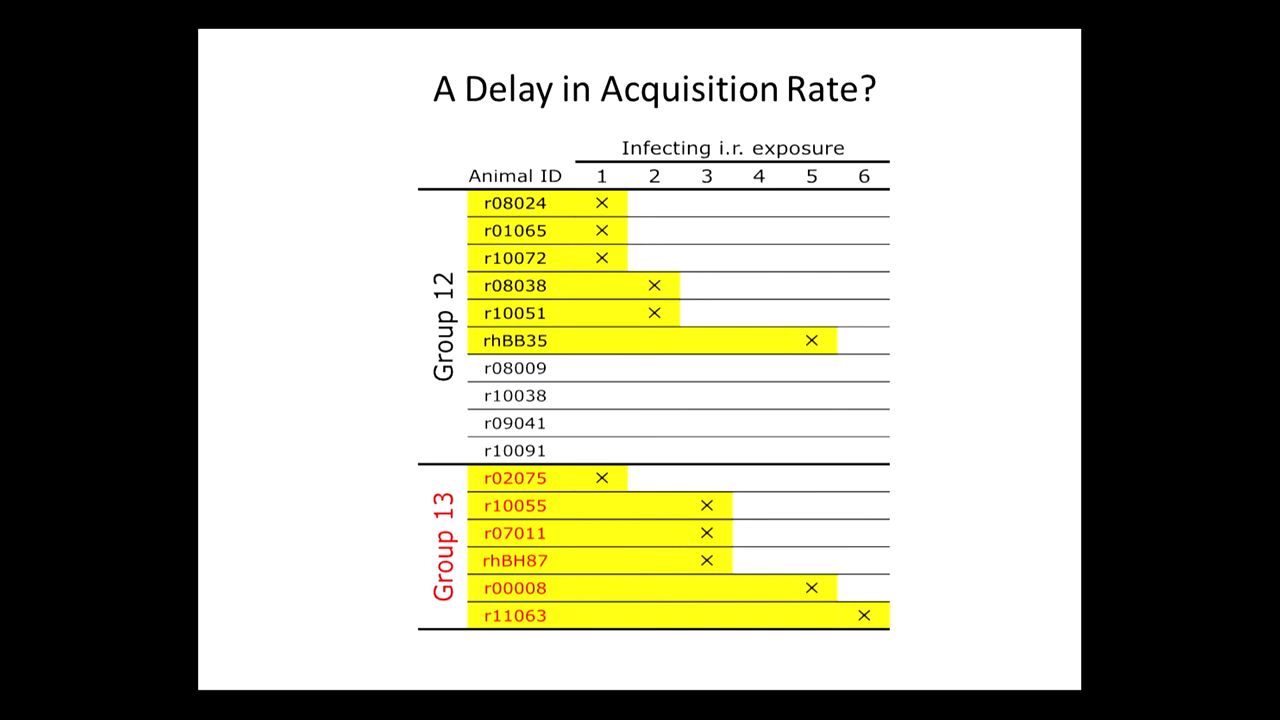 A Delay in Acquisition Rate?
Infecting i.r. exposure
Animal ID 1 2 3 4 5 6
Group 12
r08024 ×
r01065 ×
r10072 ×
r08038 ×
r10051 ×
rhBB35 ×
r08009
r10038
r09041
r10091
Group 13
r02075 ×
r10055 ×
r07011 ×
rhBH87 ×
r00008 ×
r11063 ×